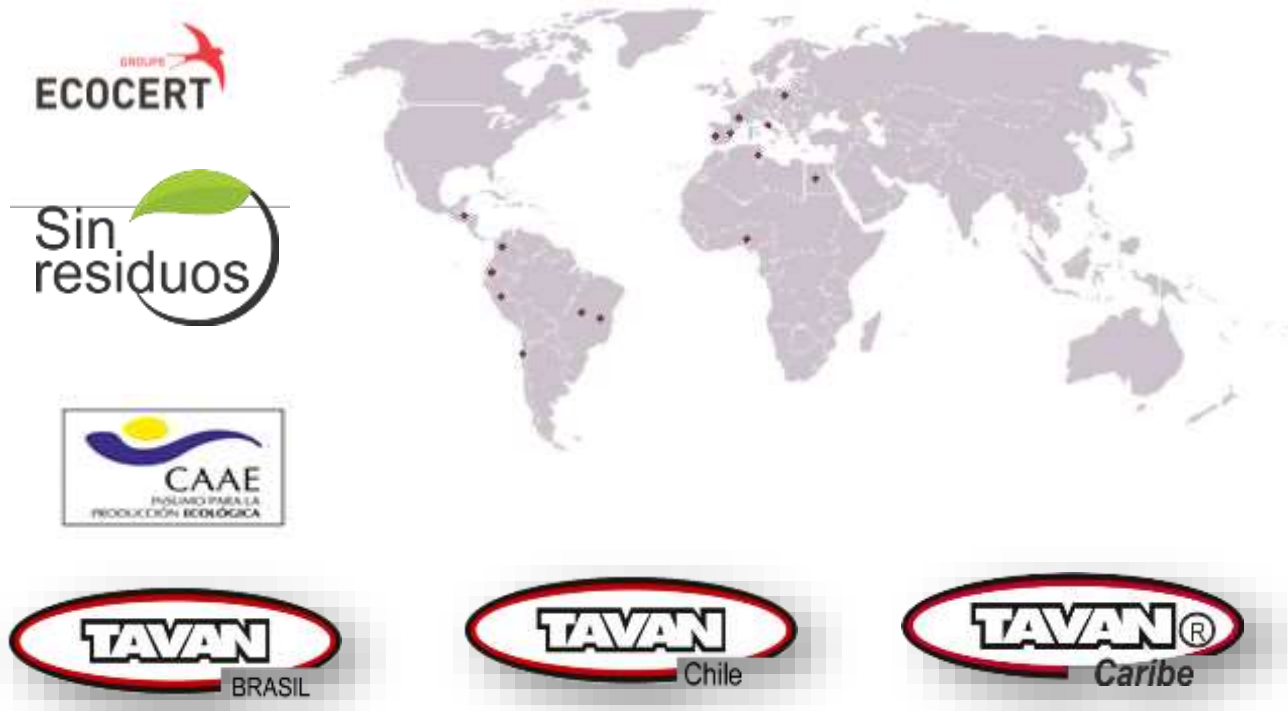 GROUPE
ECOCERT
Sin
residuos
CAAE
INSUMO PARA LA
PRODUCCIÓN ECOLÓGICA
TAVAN
BRASIL
TAVAN
Chile
TAVAN®
Caribe